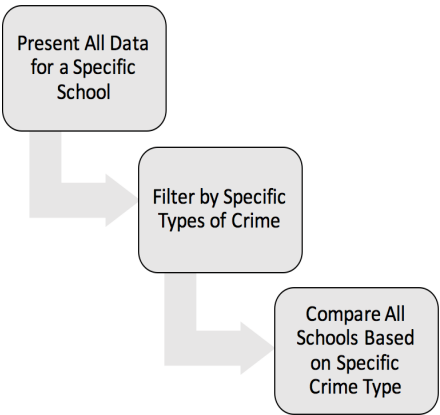 Present All Data
for a Specific
School
Filter by Specific
Types of Crime
Compare All
Schools Based
on Specific
Crime Type